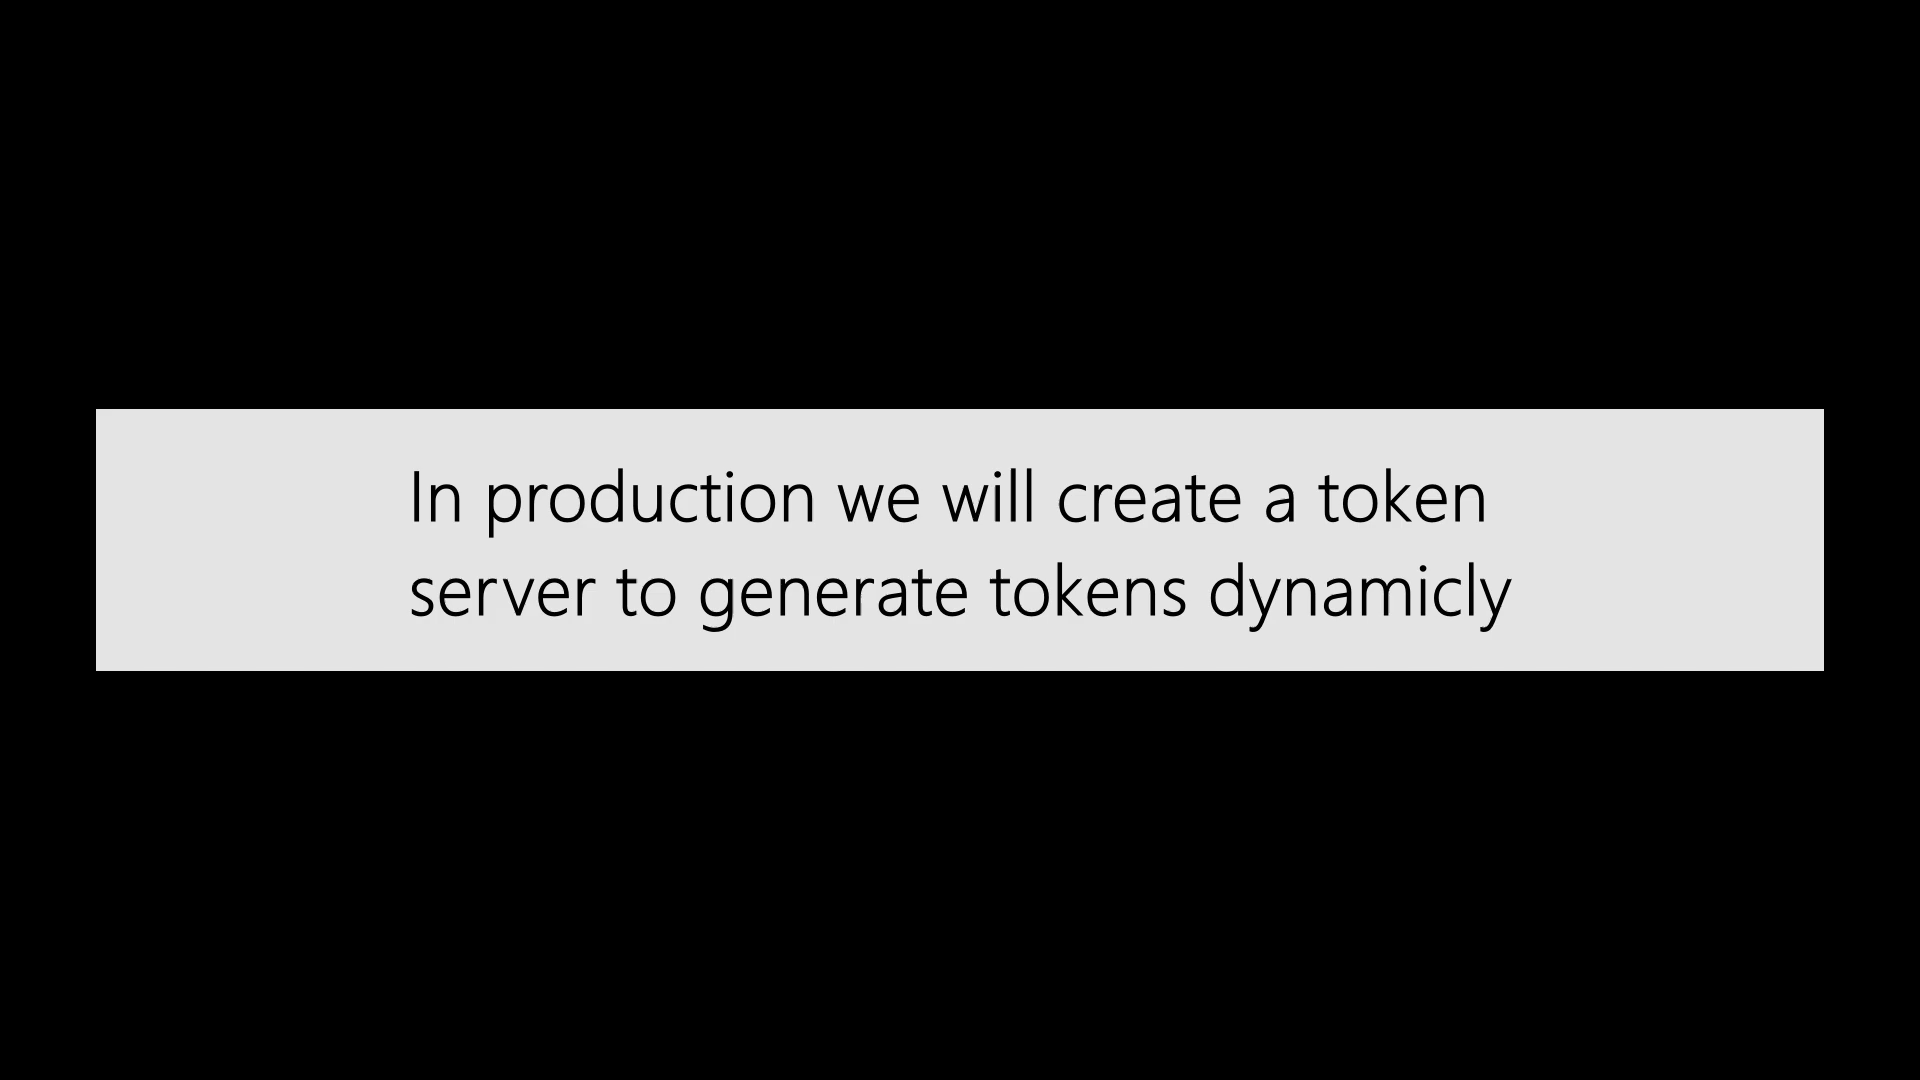 In production we will create a token
server to generate tokens dynamicly